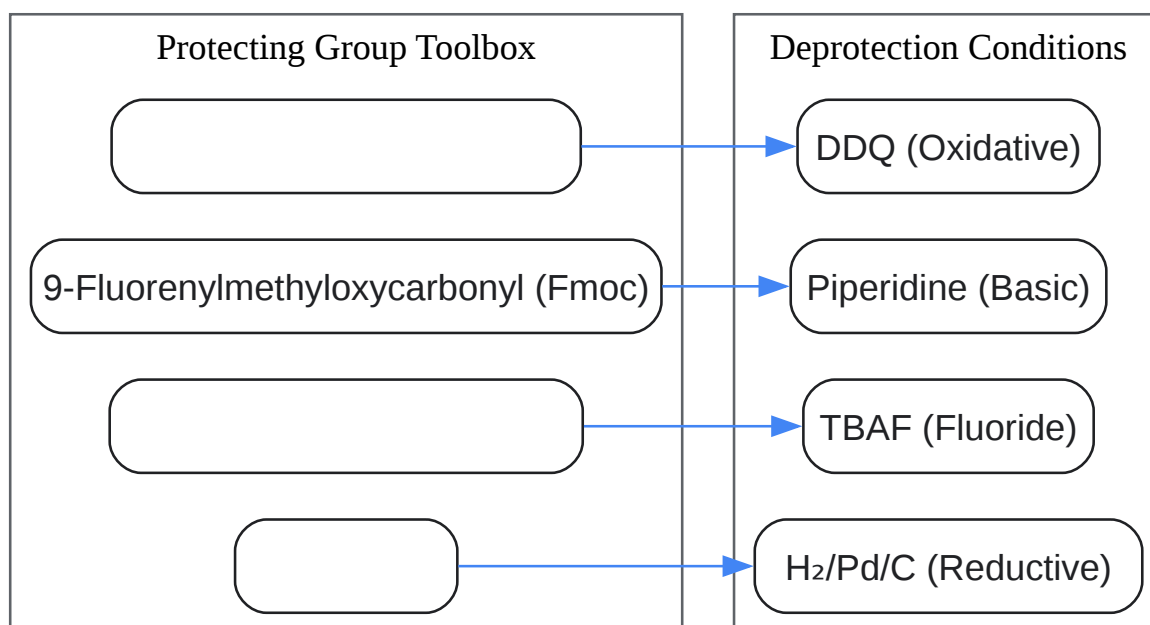 Protecting Group Toolbox
Deprotection Conditions
DDQ (Oxidative)
9-Fluorenylmethyloxycarbonyl (Fmoc)
Piperidine (Basic)
TBAF (Fluoride)
H₂/Pd/C (Reductive)